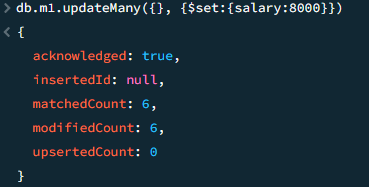 > db.m1.updateMany({}, {$set:{salary:8000}})
< {
acknowledged: true,
insertedId: null,
matchedCount: 6,
modifiedCount: 6,
upsertedCount: 0
}